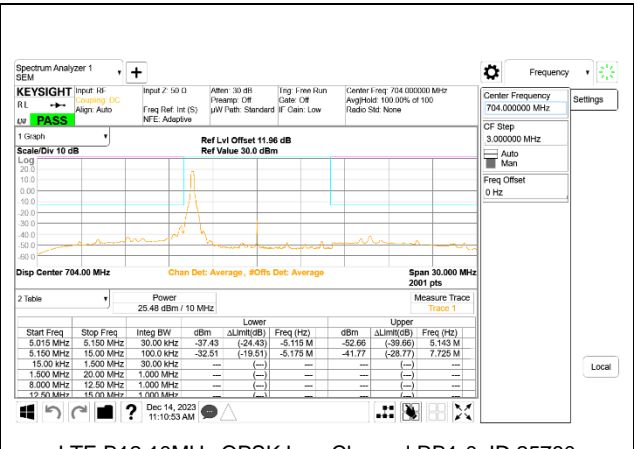 Spectrum Analyzer 1
SEM
+
Frequency
KEYSIGHT
RL
PASS
Input: RF
Coupling: DC
Align: Auto
Input Z: 50 Ω
Freq Ref: Int (S)
NFE: Adaptive
Atten: 30 dB
Preamp: Off
µW Path: Standard
Trig: Free Run
Gate: Off
IF Gain: Low
Center Freq: 704.000000 MHz
Avg|Hold: 100.00% of 100
Radio Std: None
Center Frequency
704.000000 MHz
Settings
CF Step
3.000000 MHz
Auto
Man
Freq Offset
0 Hz
1 Graph
Scale/Div 10 dB
Ref Lvl Offset 11.96 dB
Ref Value 30.0 dBm
Log
20.0
10.0
0.00
-10.0
-20.0
-30.0
-40.0
-50.0
-60.0
Disp Center 704.00 MHz
Chan Det: Average, #Offs Det: Average
Span 30.000 MHz
2001 pts
2 Table
Power
25.48 dBm / 10 MHz
Measure Trace
Trace 1
Lower Upper
Start Freq Stop Freq Integ BW dBm ΔLimit(dB) Freq (Hz) dBm ΔLimit(dB) Freq (Hz)
5.015 MHz 5.150 MHz 30.00 kHz -37.43 (-24.43) -5.115 M -52.66 (-39.66) 5.143 M
5.150 MHz 15.00 MHz 100.0 kHz -32.51 (-19.51) -5.175 M -41.77 (-28.77) 7.725 M
15.00 kHz 1.500 MHz 30.00 kHz --- (---) --- --- (---) ---
1.500 MHz 20.00 MHz 1.000 MHz --- (---) --- --- (---) ---
8.000 MHz 12.50 MHz 1.000 MHz --- (---) --- --- (---) ---
12.50 MHz 15.00 MHz 1.000 MHz --- (---) --- --- (---) ---
Local
?
Dec 14, 2023
11:10:53 AM